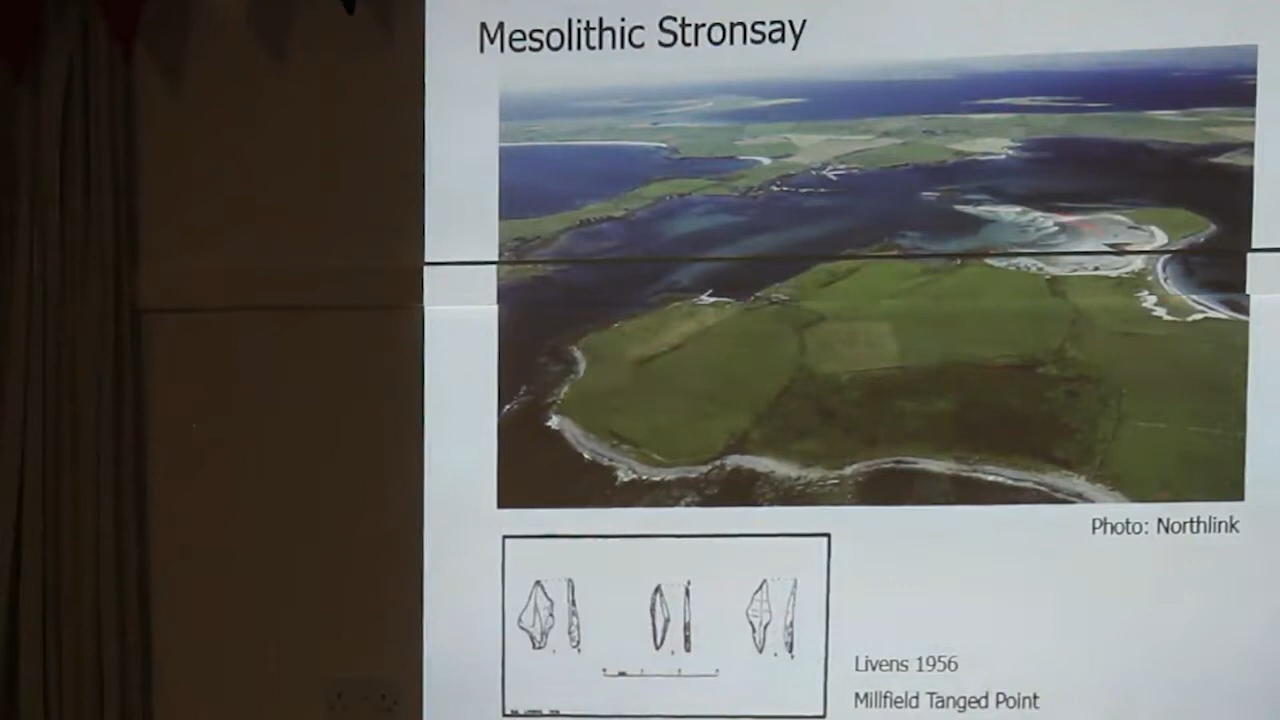 Mesolithic Stronsay
Photo: Northlink
Livens 1956
Millfield Tanged Point